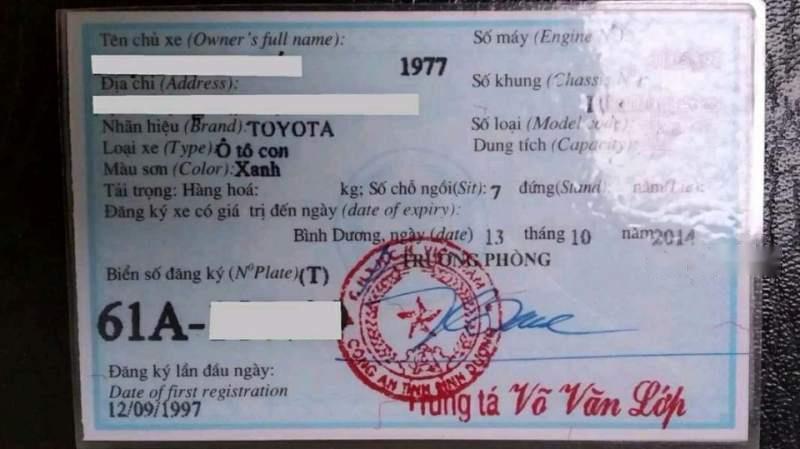 Tên chủ xe (Owner's full name):
1977
Địa chỉ (Address):
Nhãn hiệu (Brand): TOYOTA
Loại xe (Type): Ô tô con
Màu sơn (Color): Xanh
Số máy (Engine N°)
Số khung (Chassis N°
Số loại (Model code):
Dung tích (Capacity)
Tải trọng: Hàng hoá: kg; Số chỗ ngồi(Sit): 7 đứng(Stand)
Đăng ký xe có giá trị đến ngày (date of expiry):
Bình Dương, ngày (date) 13 tháng 10 năm 2014
TRƯỞNG PHÒNG
Biển số đăng ký (N°Plate)(T)
61A-
CÔNG AN TỈNH BÌNH DƯƠNG
Đăng ký lần đầu ngày:
Date of first registration
12/09/1997
Trung tá Võ Văn Lớp